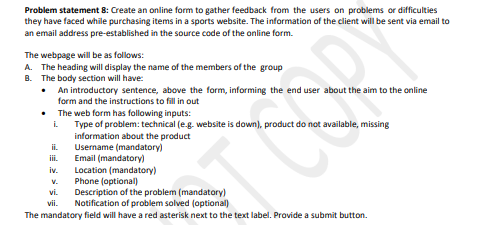 Problem statement 8: Create an online form to gather feedback from the users on problems or difficulties
they have faced while purchasing items in a sports website. The information of the client will be sent via email to
an email address pre-established in the source code of the online form.
The webpage will be as follows:
A. The heading will display the name of the members of the group
B. The body section will have:
• An introductory sentence, above the form, informing the end user about the aim to the online
form and the instructions to fill in out
• The web form has following inputs:
i. Type of problem: technical (e.g. website is down), product do not available, missing
information about the product
ii. Username (mandatory)
iii. Email (mandatory)
iv. Location (mandatory)
v. Phone (optional)
vi. Description of the problem (mandatory)
vii. Notification of problem solved (optional)
The mandatory field will have a red asterisk next to the text label. Provide a submit button.